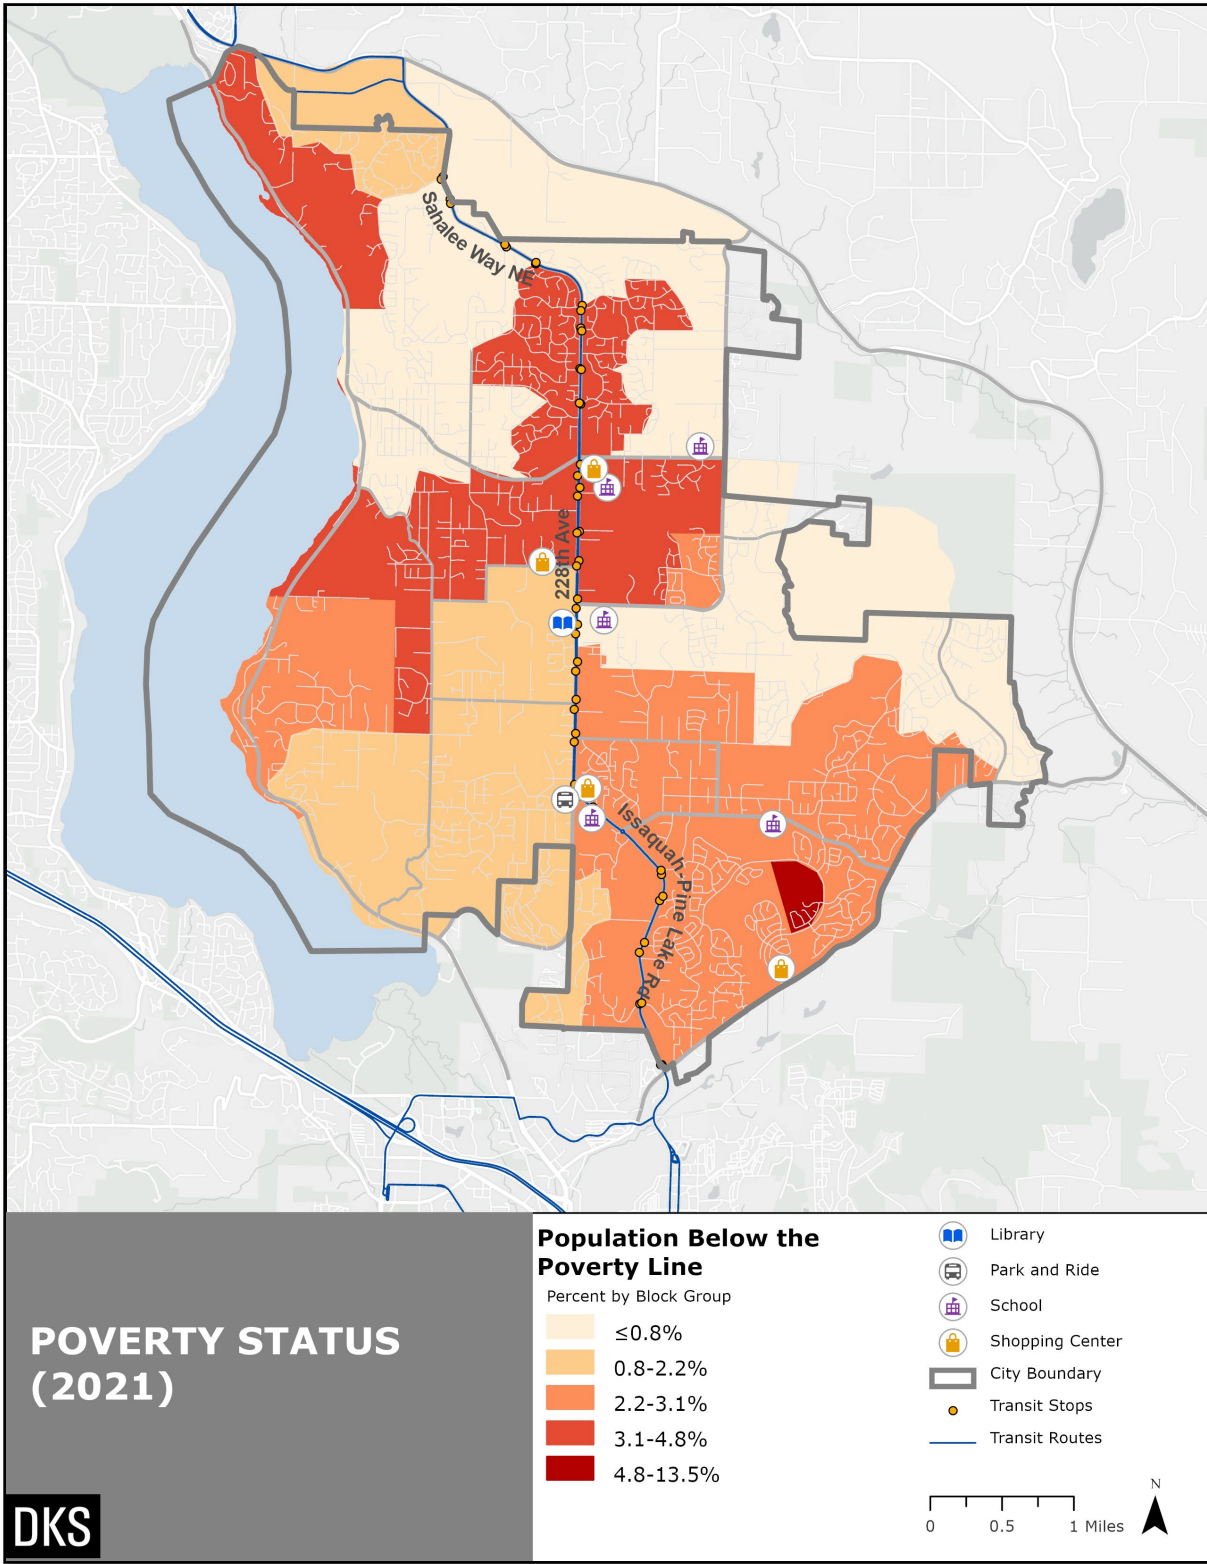 Sahalee Way NE
228th Ave
Issaquah-Pine Lake Rd
POVERTY STATUS
(2021)
DKS
Population Below the
Poverty Line
Percent by Block Group
≤0.8%
0.8-2.2%
2.2-3.1%
3.1-4.8%
4.8-13.5%
Library
Park and Ride
School
Shopping Center
City Boundary
Transit Stops
Transit Routes
N
0 0.5 1 Miles